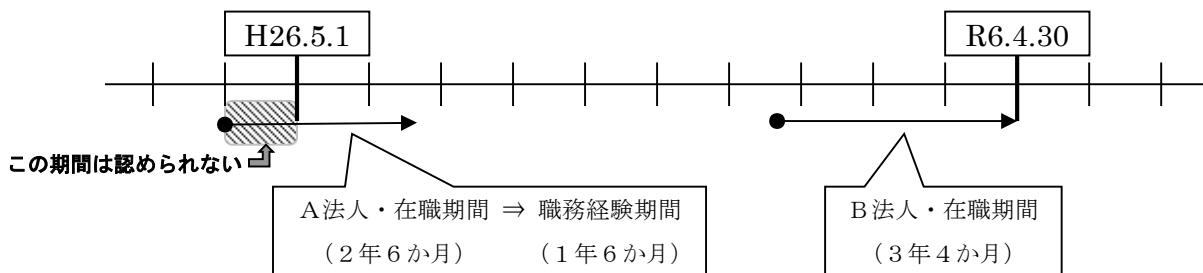 H26.5.1
R6.4.30
この期間は認められない
A法人・在職期間 ⇒ 職務経験期間
（２年６か月） （１年６か月）
B法人・在職期間
（３年４か月）